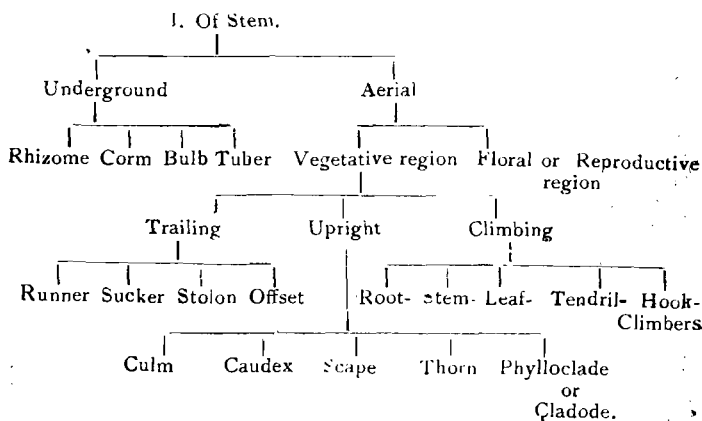 I. Of Stem.
Underground Aerial
Rhizome Corm Bulb Tuber Vegetative region Floral or Reproductive
region
Trailing Upright Climbing
Runner Sucker Stolon Offset Root- stem- Leaf- Tendril- Hook-
Climbers
Culm Caudex Scape Thorn Phylloclade
or
Cladode.